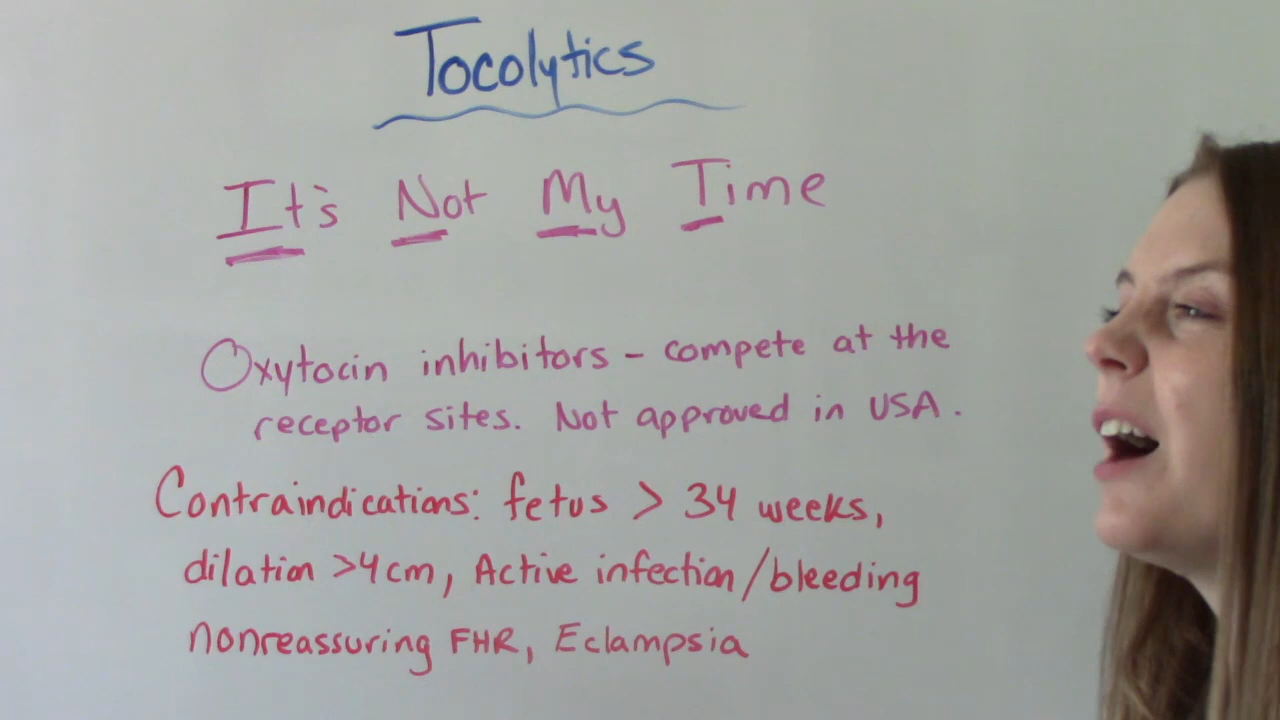 Tocolytics
It's Not My Time
Oxytocin inhibitors - compete at the
receptor sites. Not approved in USA.
Contraindications: fetus > 34 weeks,
dilation >4cm, Active infection/bleeding
nonreassuring FHR, Eclampsia